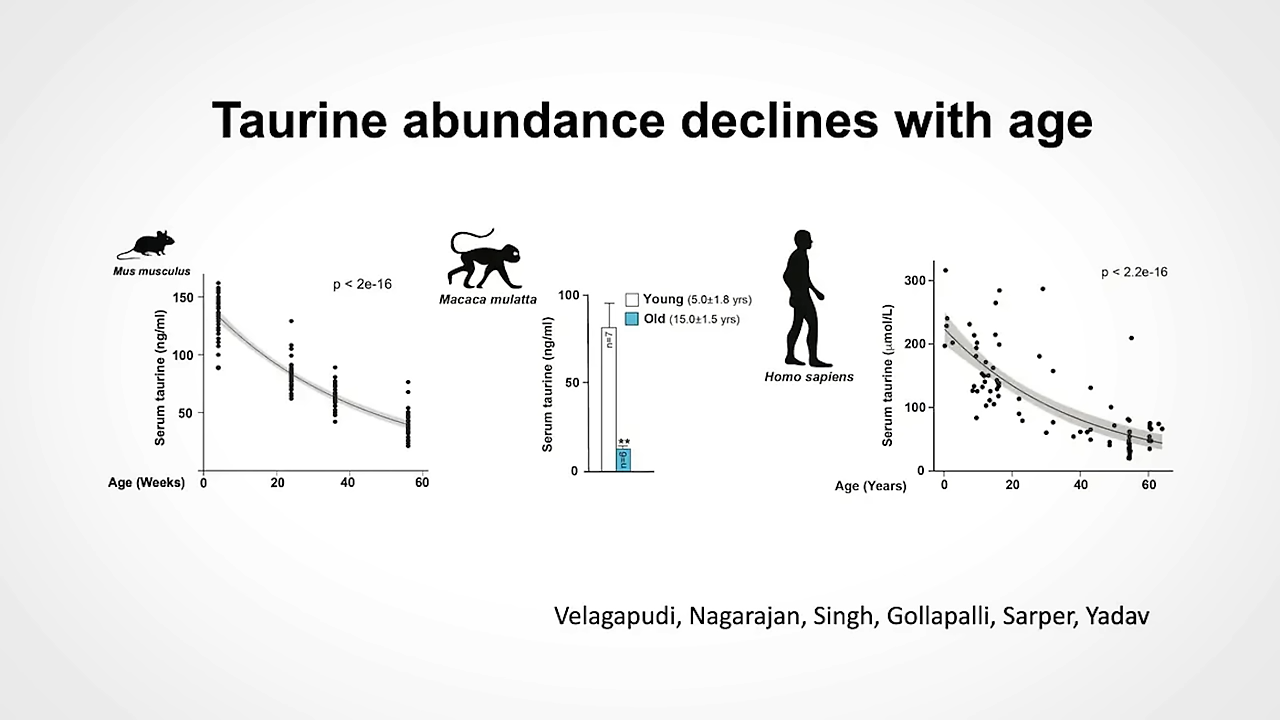 Taurine abundance declines with age
Mus musculus
p < 2e-16
Serum taurine (ng/ml)
150
100
50
Age (Weeks)
0
20
40
60
Macaca mulatta
Young (5.0±1.8 yrs)
Old (15.0±1.5 yrs)
Serum taurine (ng/ml)
100
50
0
n=7
**
n=6
Homo sapiens
p < 2.2e-16
Serum taurine (µmol/L)
300
200
100
0
Age (Years)
0
20
40
60
Velagapudi, Nagarajan, Singh, Gollapalli, Sarper, Yadav